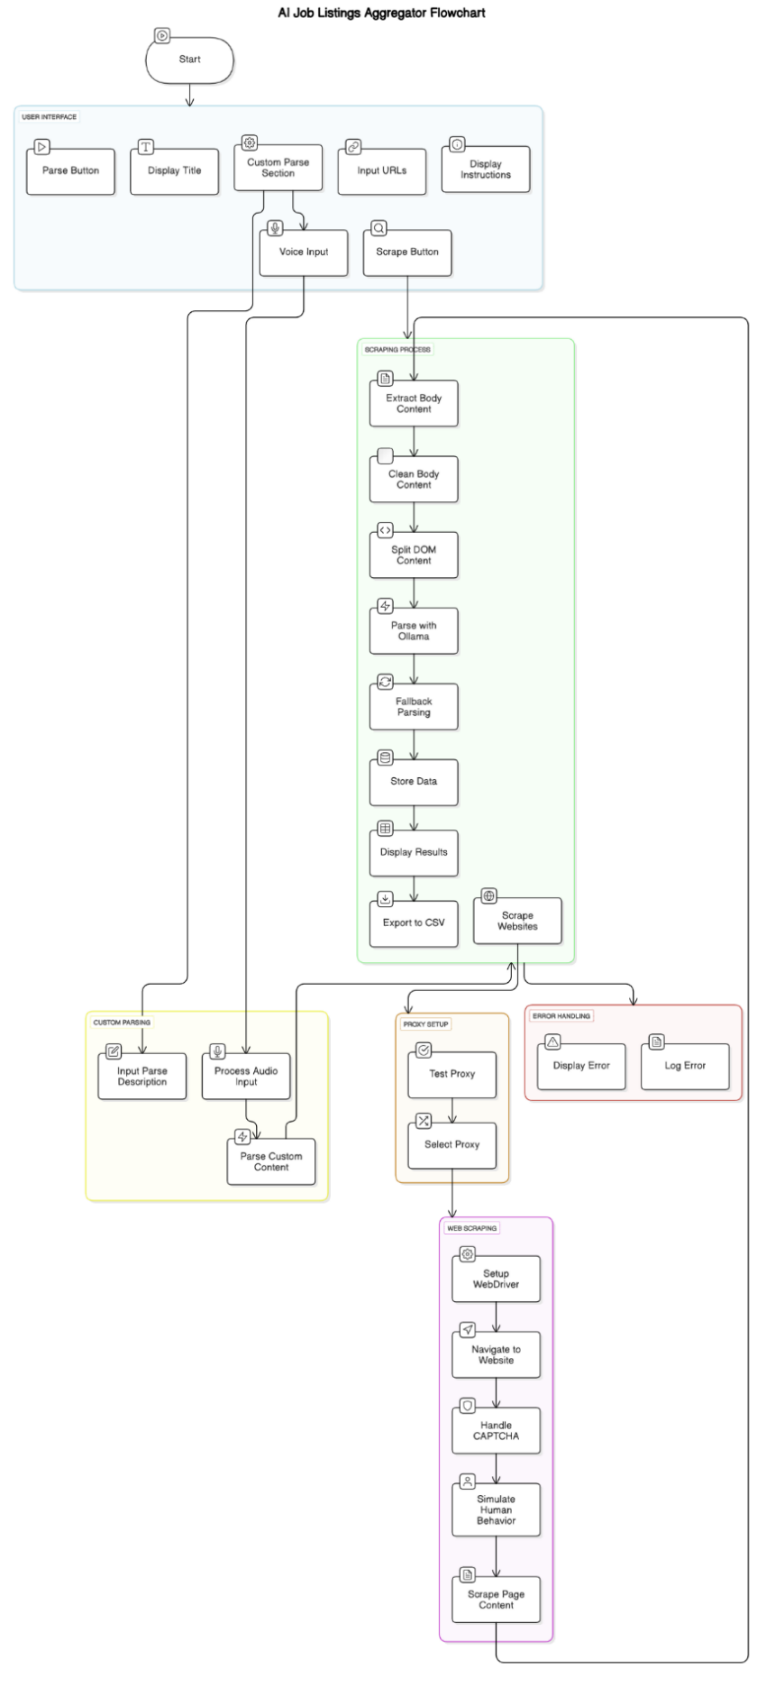 AI Job Listings Aggregator Flowchart
Start
USER INTERFACE
Parse Button
Display Title
Custom Parse
Section
Input URLs
Display
Instructions
Voice Input
Scrape Button
SCRAPING PROCESS
Extract Body
Content
Clean Body
Content
Split DOM
Content
Parse with
Ollama
Fallback
Parsing
Store Data
Display Results
Export to CSV
Scrape
Websites
CUSTOM PARSING
Input Parse
Description
Process Audio
Input
Parse Custom
Content
PROXY SETUP
Test Proxy
Select Proxy
ERROR HANDLING
Display Error
Log Error
WEB SCRAPING
Setup
WebDriver
Navigate to
Website
Handle
CAPTCHA
Simulate
Human
Behavior
Scrape Page
Content